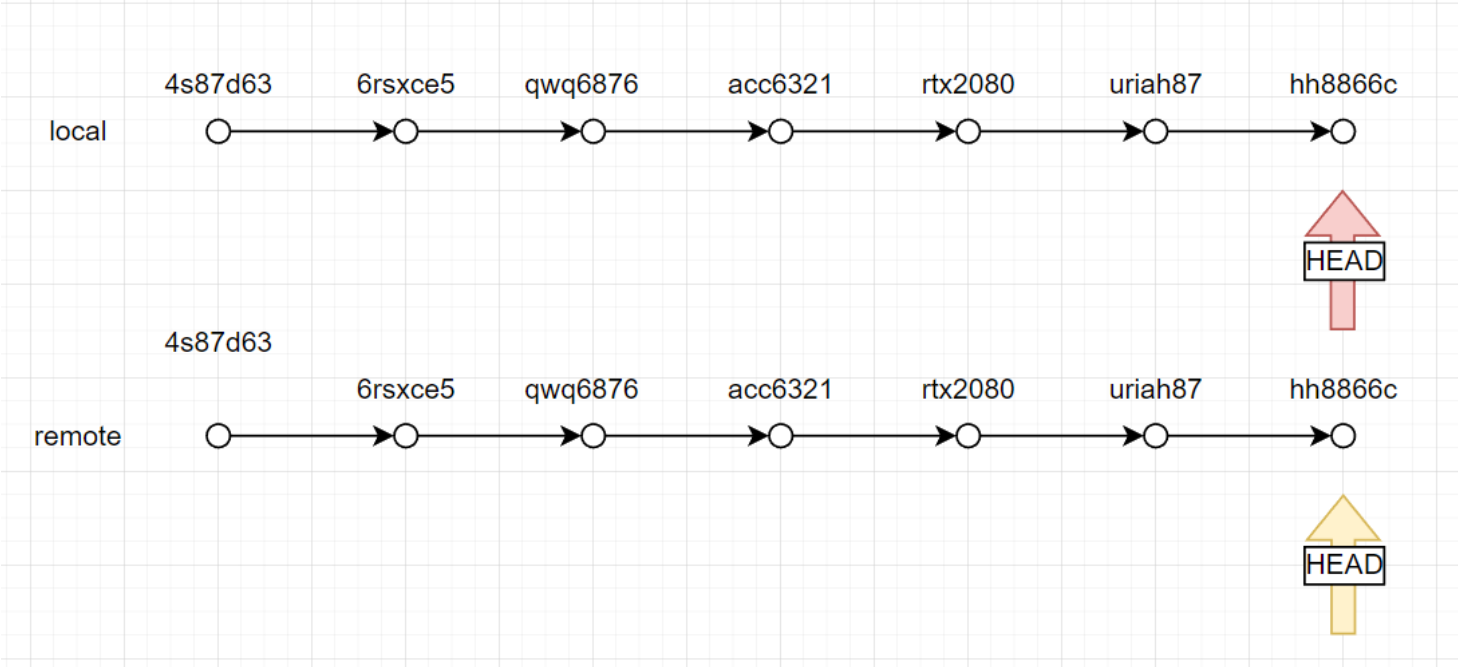 4s87d63 6rsxce5 qwq6876 acc6321 rtx2080 uriah87 hh8866c
local
HEAD
4s87d63
6rsxce5 qwq6876 acc6321 rtx2080 uriah87 hh8866c
remote
HEAD